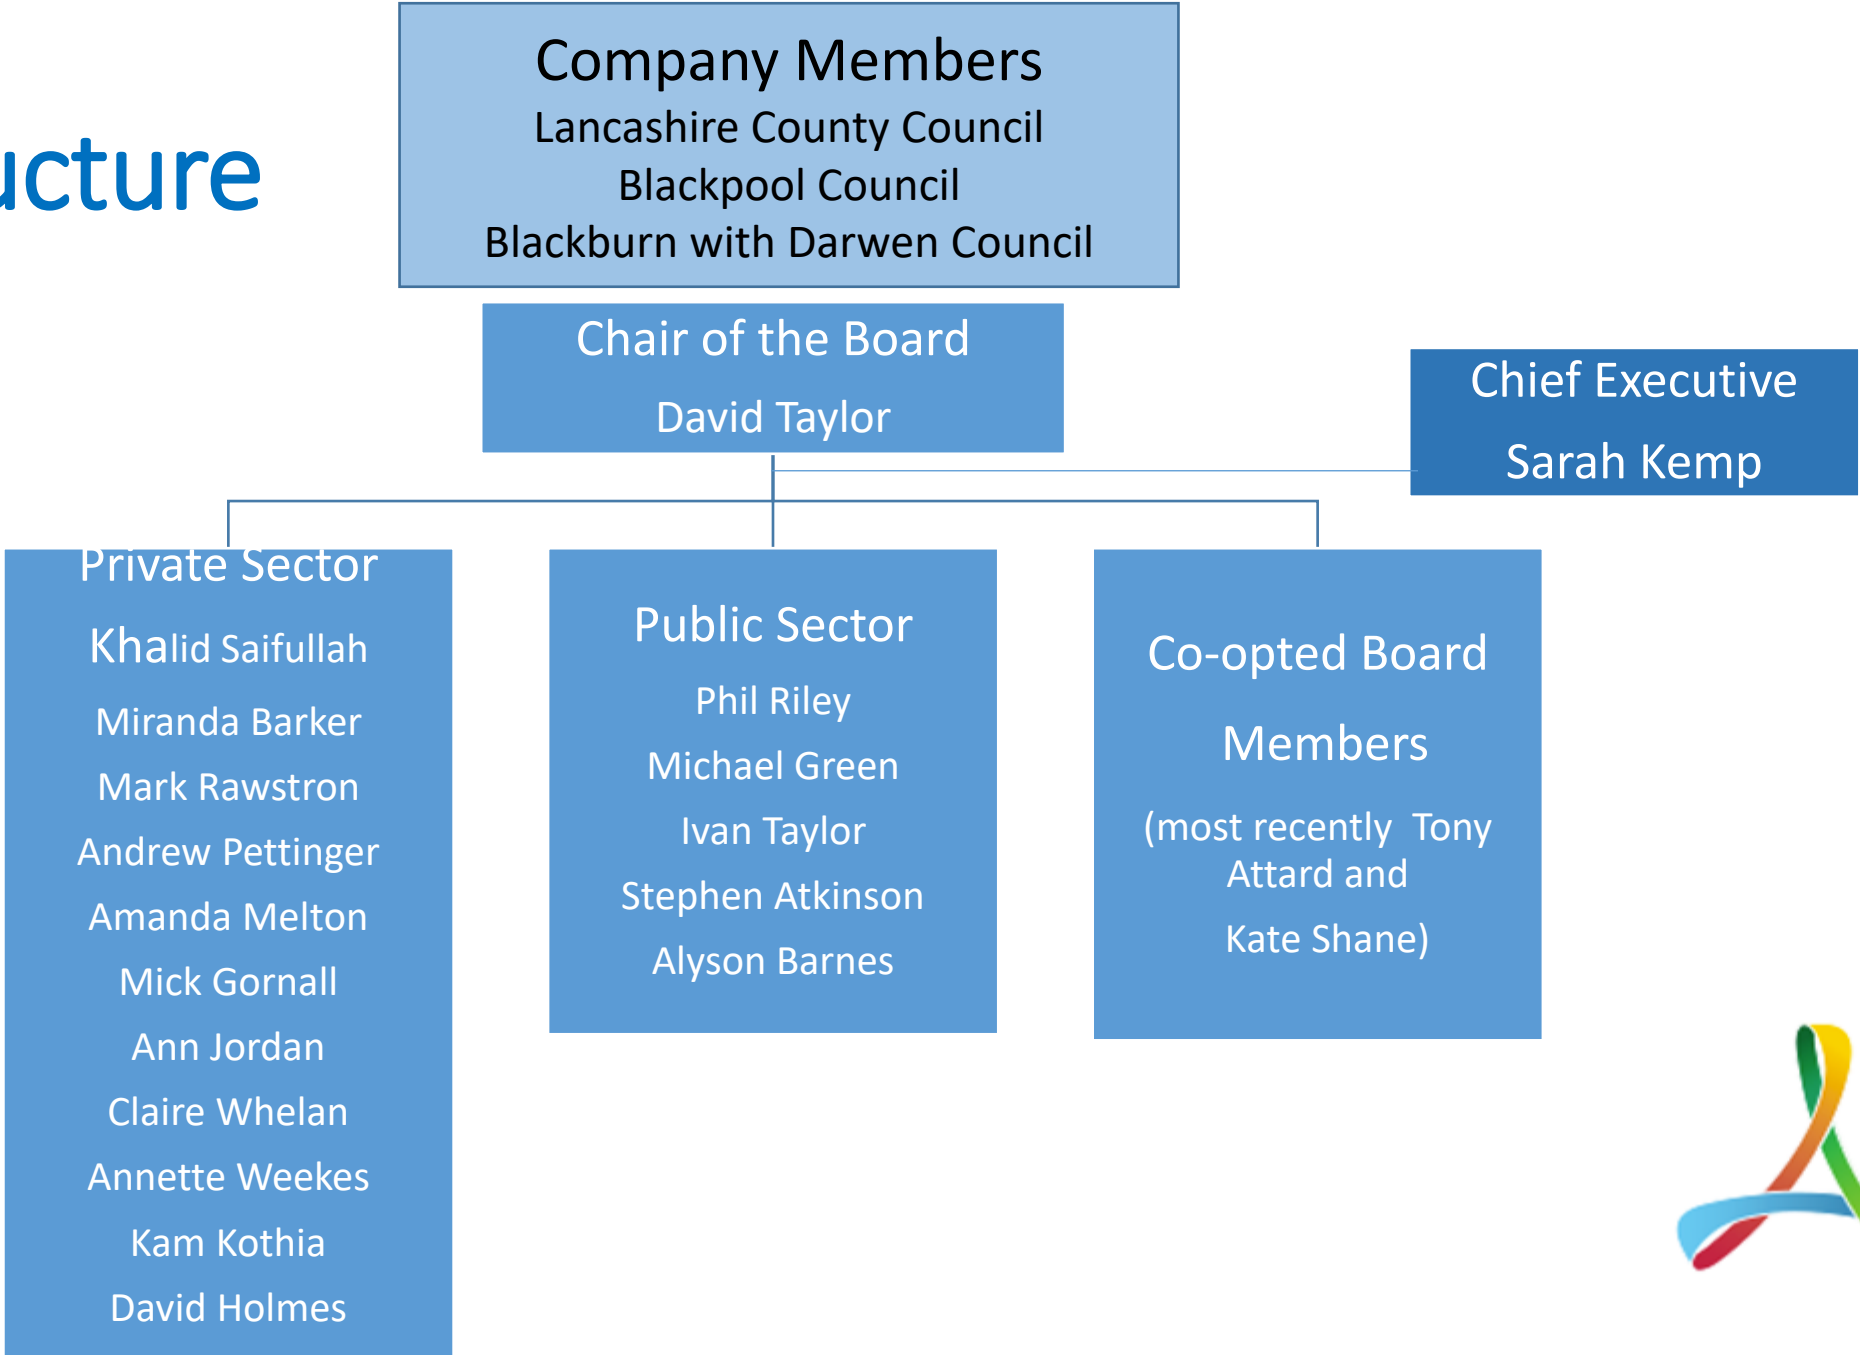 ucture
Company Members
Lancashire County Council
Blackpool Council
Blackburn with Darwen Council
Chair of the Board
David Taylor
Chief Executive
Sarah Kemp
Private Sector
Khalid Saifullah
Miranda Barker
Mark Rawstron
Andrew Pettinger
Amanda Melton
Mick Gornall
Ann Jordan
Claire Whelan
Annette Weekes
Kam Kothia
David Holmes
Public Sector
Phil Riley
Michael Green
Ivan Taylor
Stephen Atkinson
Alyson Barnes
Co-opted Board
Members
(most recently Tony
Attard and
Kate Shane)